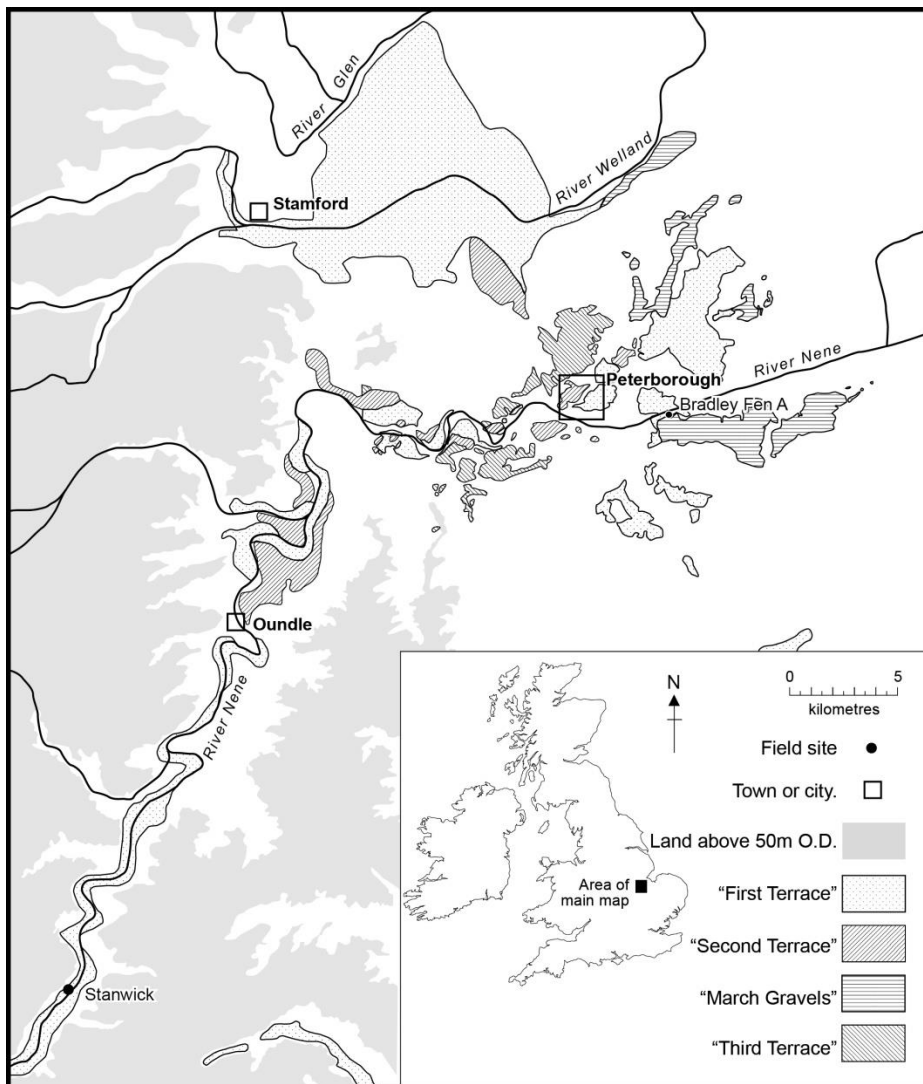 River Glen
Stamford
River Welland
River Nene
Peterborough
Bradley Fen A
Oundle
River Nene
Stanwick
N
0 5
kilometres
Field site
Town or city.
Land above 50m O.D.
“First Terrace”
“Second Terrace”
“March Gravels”
“Third Terrace”
Area of
main map